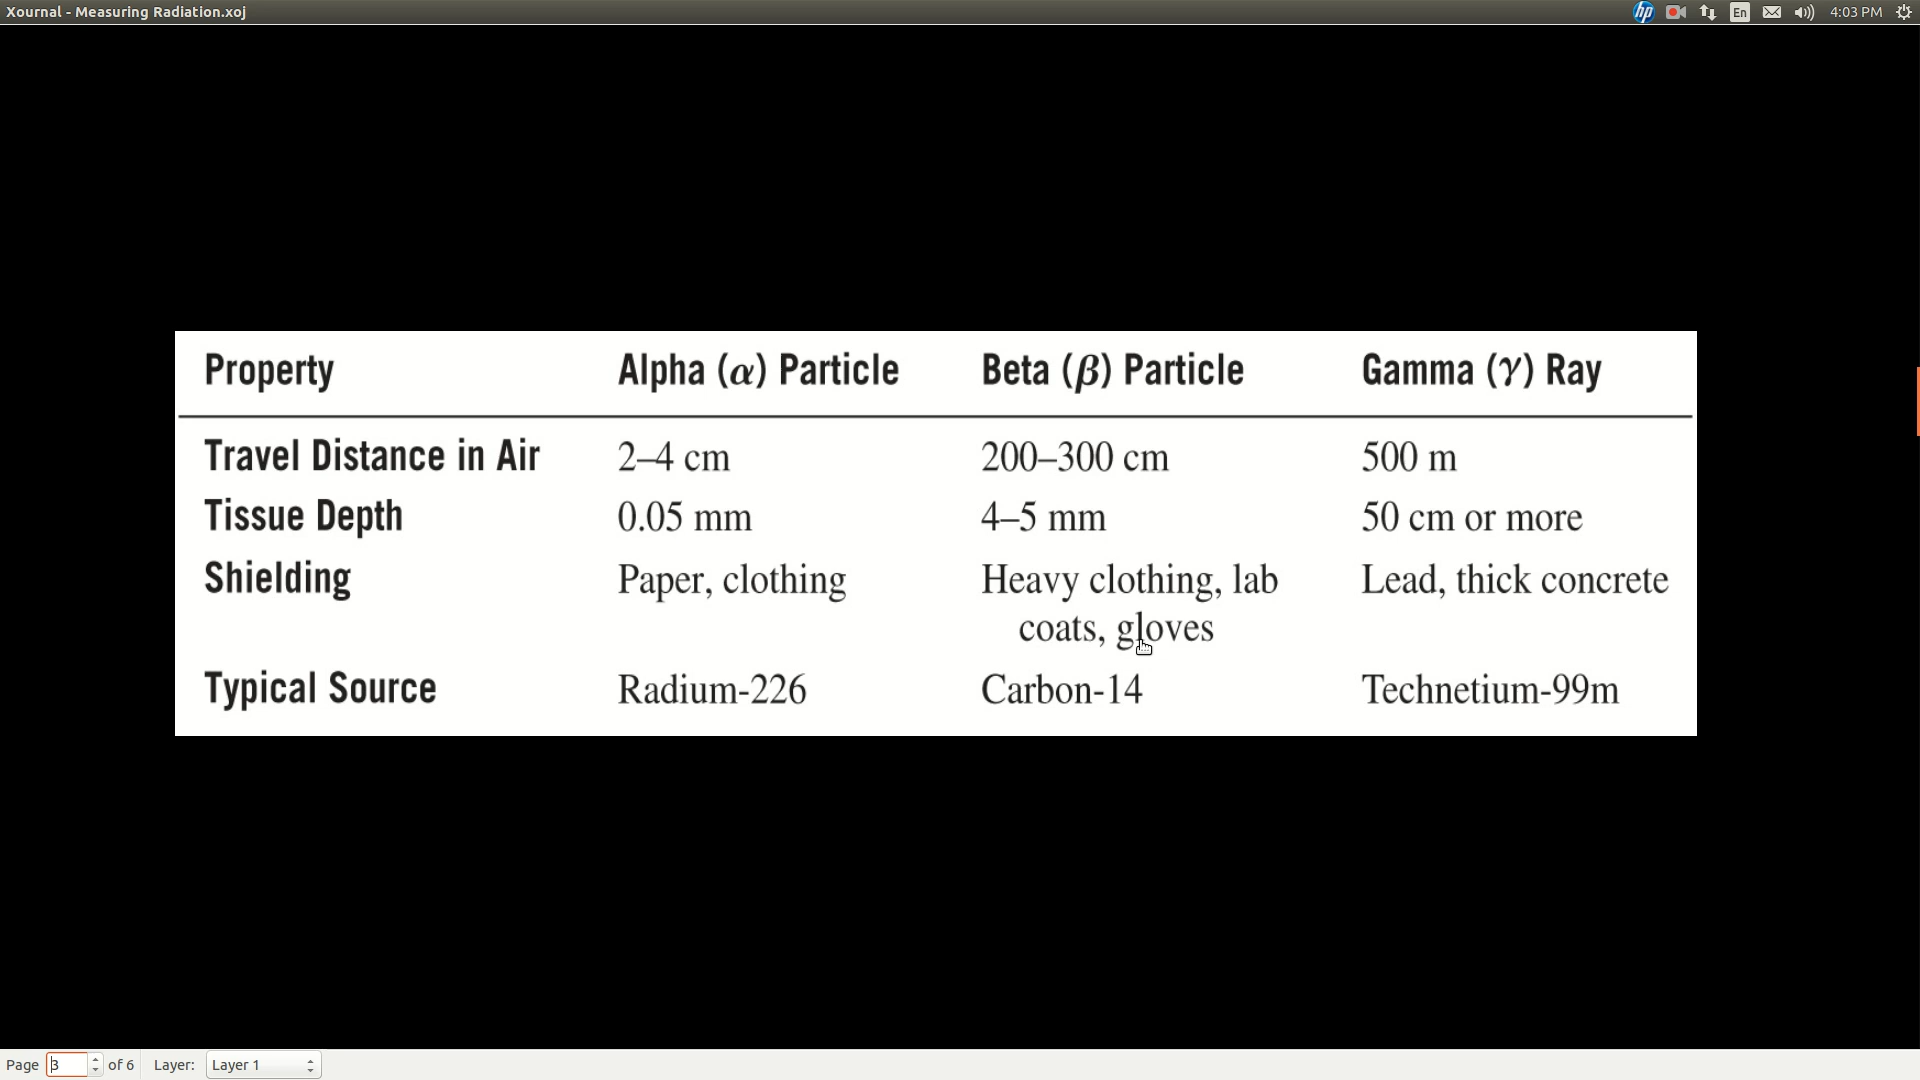 Xournal - Measuring Radiation.xoj
hp En 4:03 PM
Property Alpha (α) Particle Beta (β) Particle Gamma (γ) Ray
Travel Distance in Air 2–4 cm 200–300 cm 500 m
Tissue Depth 0.05 mm 4–5 mm 50 cm or more
Shielding Paper, clothing Heavy clothing, lab Lead, thick concrete
coats, gloves
Typical Source Radium-226 Carbon-14 Technetium-99m
Page 3 of 6 Layer: Layer 1